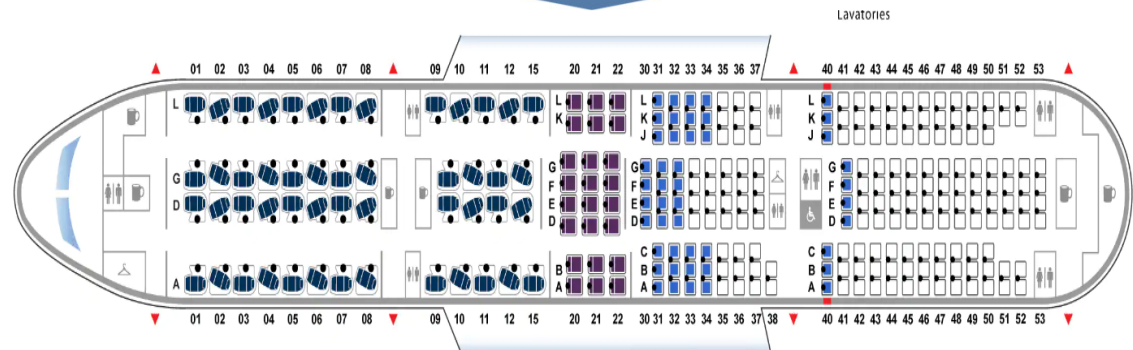 Lavatories
01 02 03 04 05 06 07 08 09 10 11 12 15 20 21 22 30 31 32 33 34 35 36 37 40 41 42 43 44 45 46 47 48 49 50 51 52 53
L L L L
K K K
J J
G G G G
F F F
D E E E
D D D
C C
B B B
A A A A
01 02 03 04 05 06 07 08 09 10 11 12 15 20 21 22 30 31 32 33 34 35 36 37 38 40 41 42 43 44 45 46 47 48 49 50 51 52 53